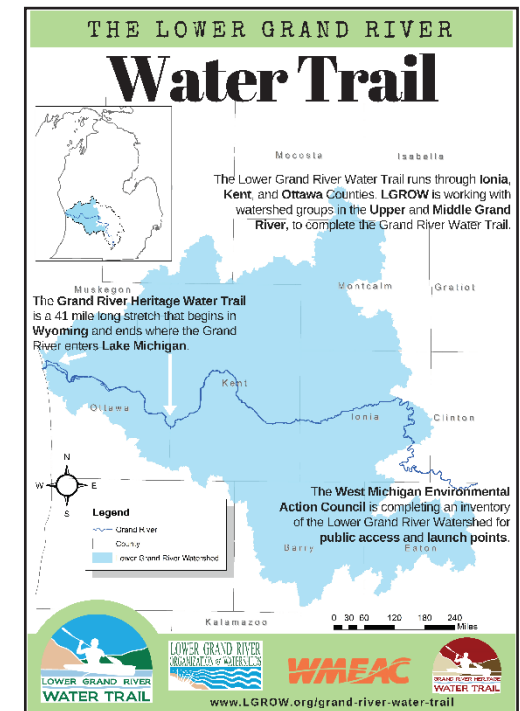 THE LOWER GRAND RIVER
Water Trail
Mecosta
Isabella
The Lower Grand River Water Trail runs through Ionia,
Kent, and Ottawa Counties. LGROW is working with
watershed groups in the Upper and Middle Grand
River, to complete the Grand River Water Trail.
Muskegon
Montcalm
Gratiot
The Grand River Heritage Water Trail
is a 41 mile long stretch that begins in
Wyoming and ends where the Grand
River enters Lake Michigan.
Kent
Ottawa
Ionia
Clinton
N
W
E
S
Legend
Grand River
County
Lower Grand River Watershed
The West Michigan Environmental
Action Council is completing an inventory
of the Lower Grand River Watershed for
public access and launch points.
Barry
Eaton
Kalamazoo
0 30 60 120 180 240
Miles
LOWER GRAND RIVER
WATER TRAIL
LOWER GRAND RIVER
ORGANIZATION of WATERSHEDS
WMEAC
GRAND RIVER HERITAGE
WATER TRAIL
www.LGROW.org/grand-river-water-trail